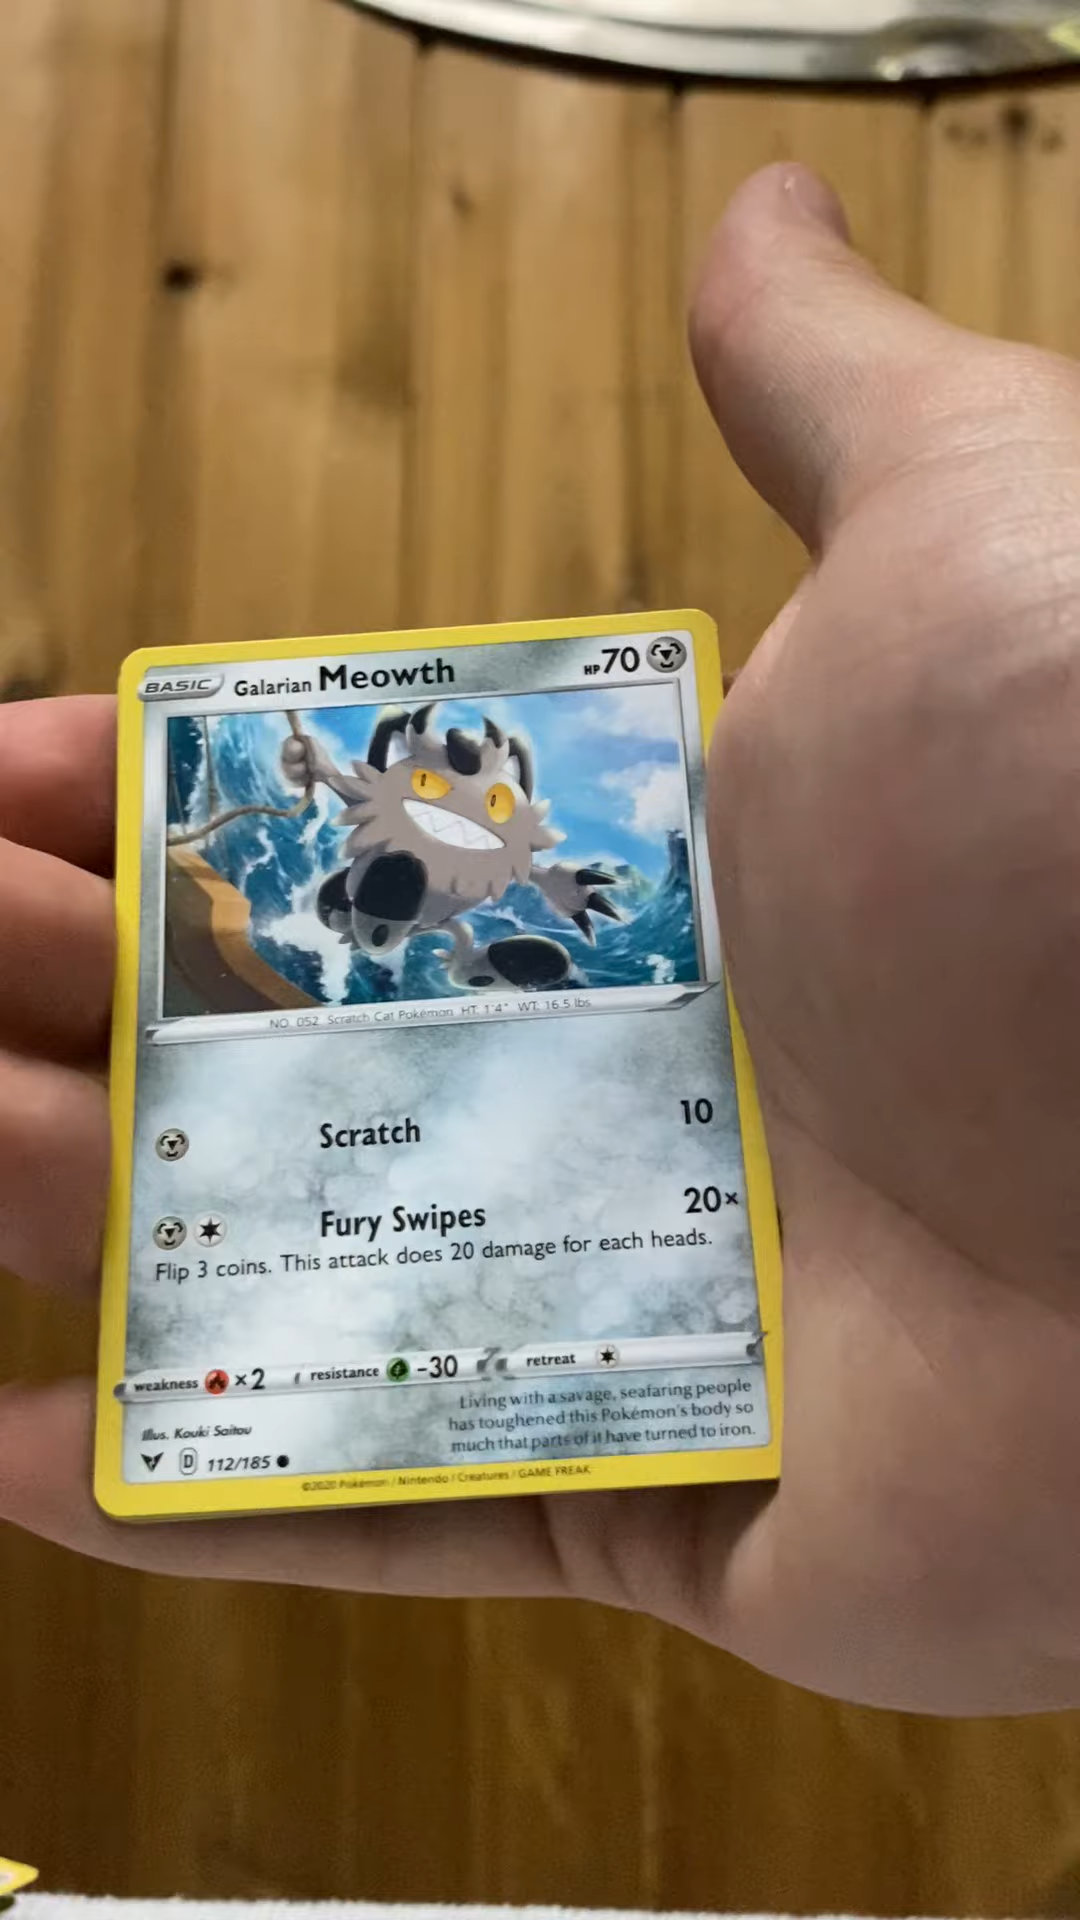 BASIC Galarian Meowth HP 70
NO. 052 Scratch Cat Pokémon HT: 1'4" WT: 16.5 lbs
Scratch 10
Fury Swipes 20×
Flip 3 coins. This attack does 20 damage for each heads.
weakness ×2 resistance -30 retreat
Living with a savage, seafaring people
has toughened this Pokémon's body so
much that parts of it have turned to iron.
Illus. Kouki Saitou
D 112/185
©2020 Pokémon / Nintendo / Creatures / GAME FREAK